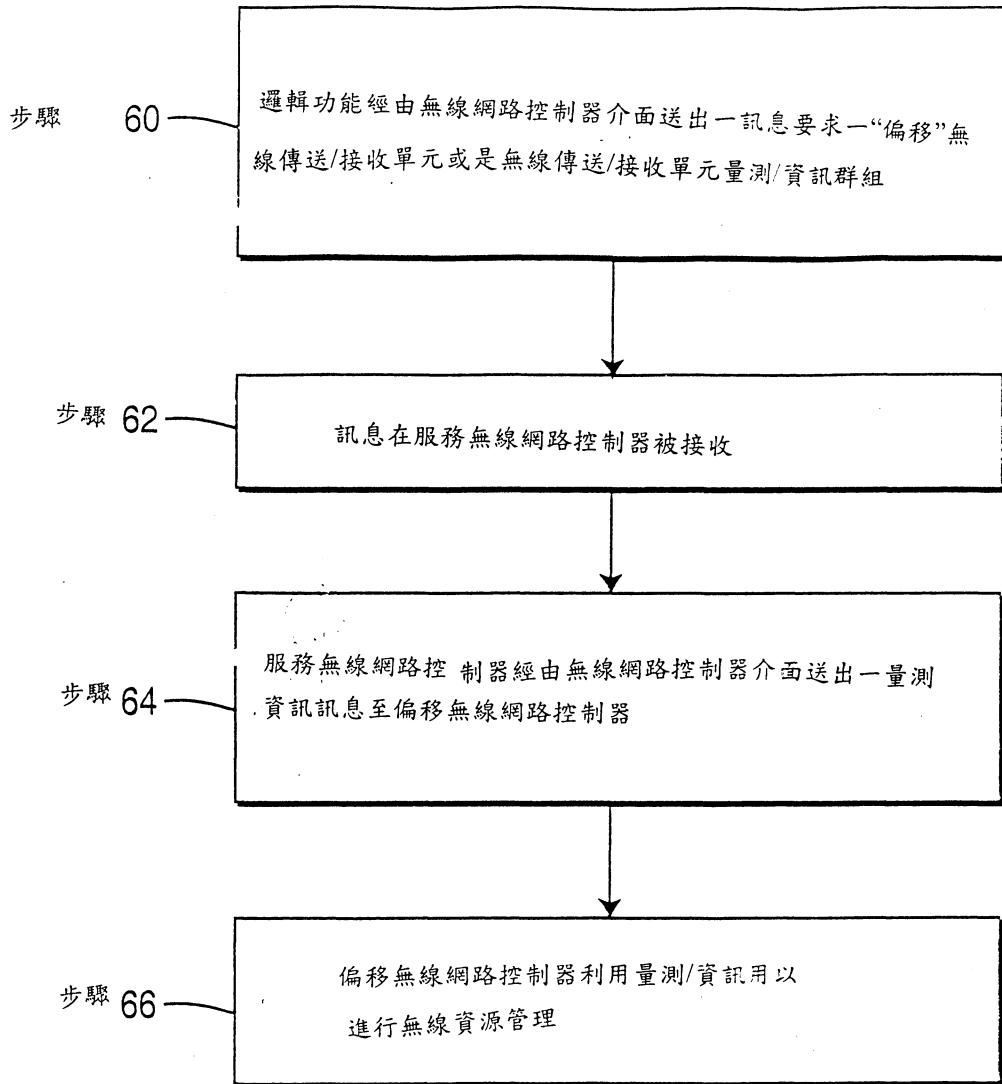 步驟 60
邏輯功能經由無線網路控制器介面送出一訊息要求一“偏移”無
線傳送/接收單元或是無線傳送/接收單元量測/資訊群組
步驟 62
訊息在服務無線網路控制器被接收
步驟 64
服務無線網路控 制器經由無線網路控制器介面送出一量測
資訊訊息至偏移無線網路控制器
步驟 66
偏移無線網路控制器利用量測/資訊用以
進行無線資源管理